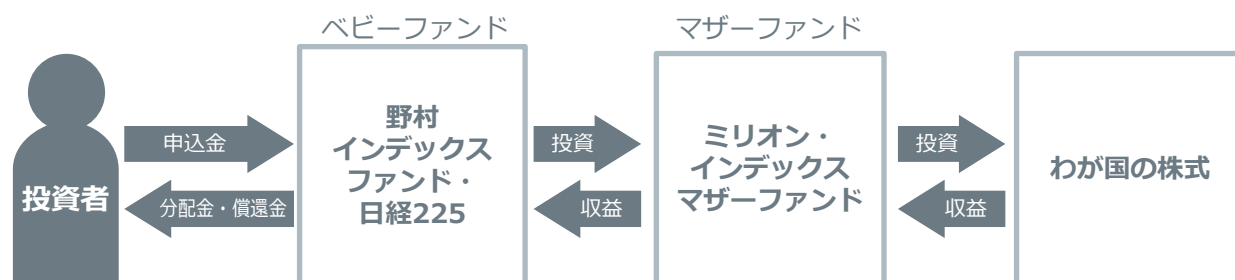 ベビーファンド
マザーファンド
投資者
申込金
分配金・償還金
野村
インデックス
ファンド・
日経225
投資
収益
ミリオン・
インデックス
マザーファンド
投資
収益
わが国の株式